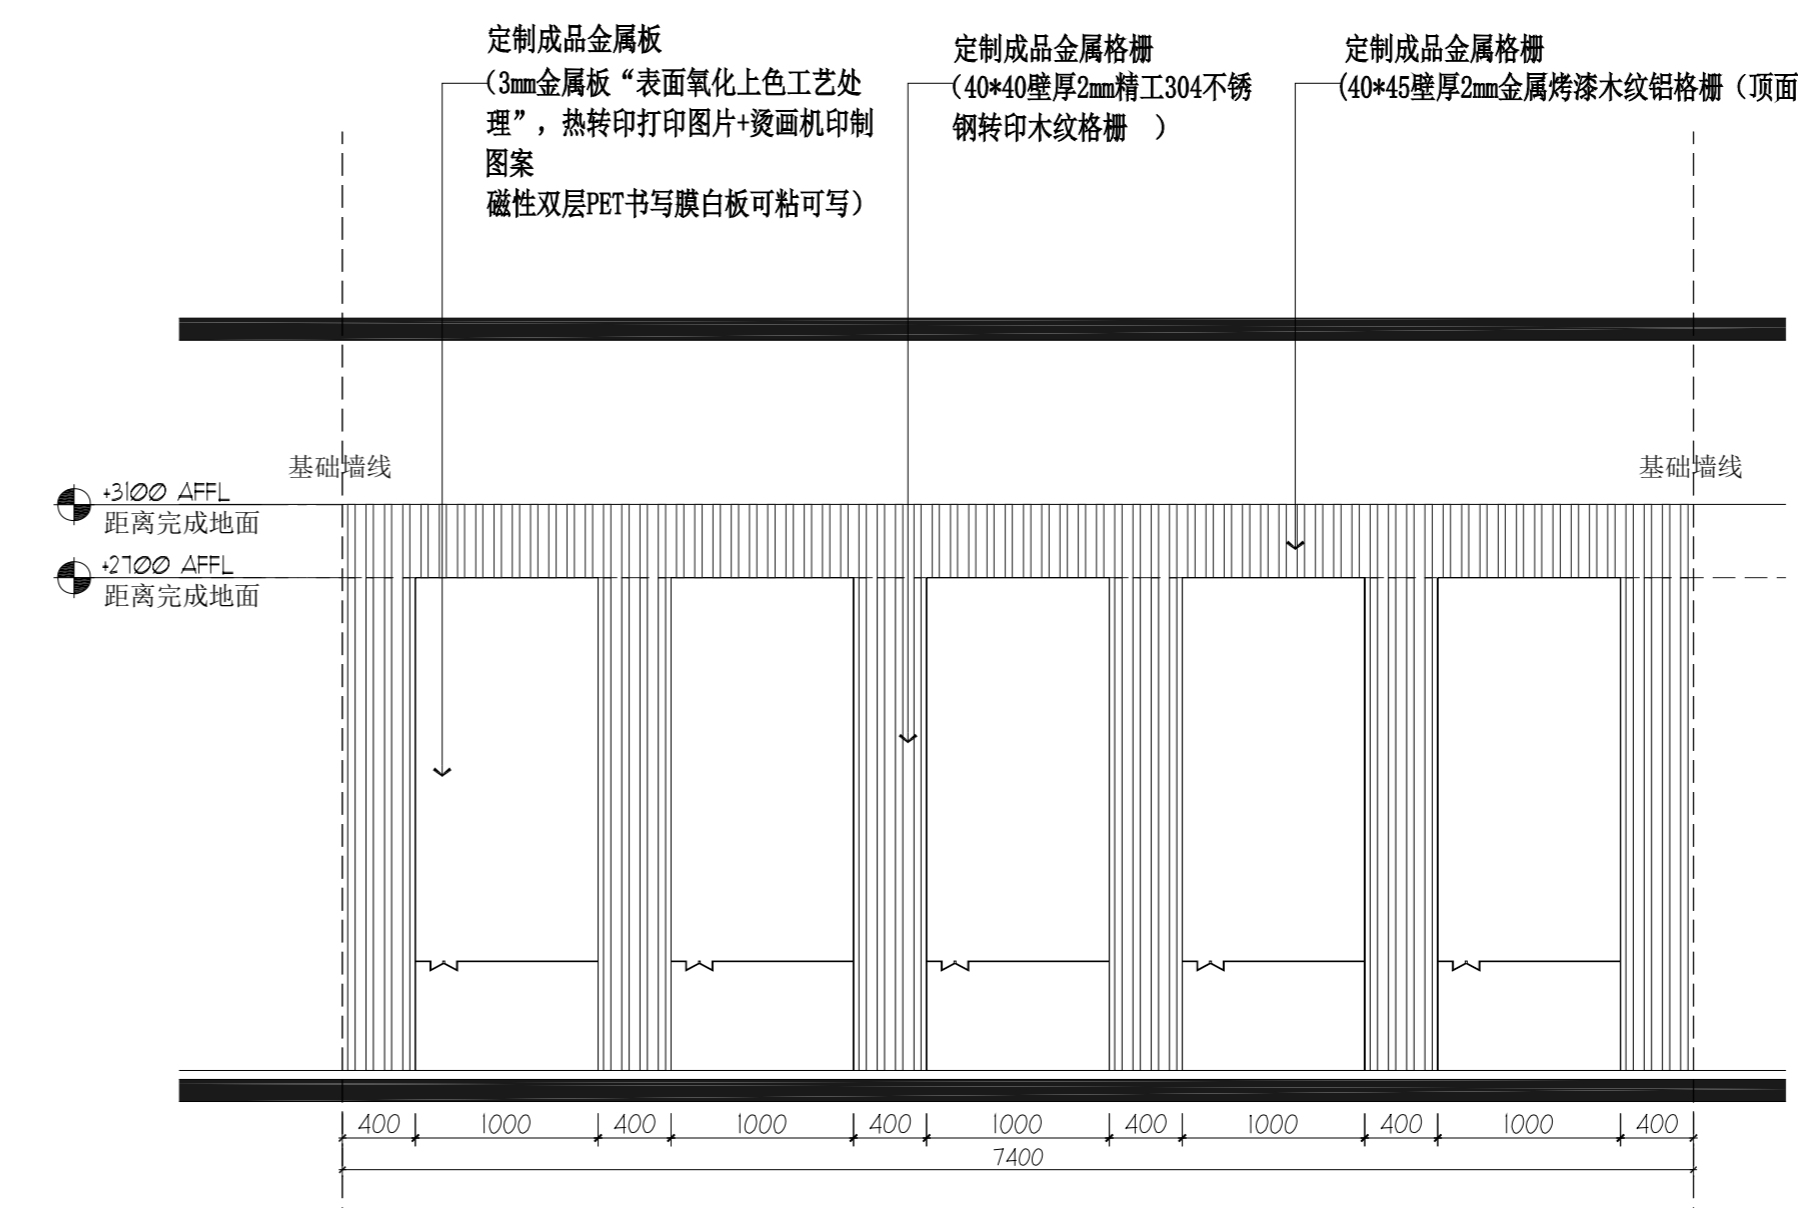 定制成品金属板
(3mm金属板“表面氧化上色工艺处
理”，热转印打印图片+烫画机印制
图案
磁性双层PET书写膜白板可粘可写）
定制成品金属格栅
(40*40壁厚2mm精工304不锈
钢转印木纹格栅 ）
定制成品金属格栅
(40*45壁厚2mm金属烤漆木纹铝格栅（顶面
基础墙线
基础墙线
+3100 AFFL
距离完成地面
+2700 AFFL
距离完成地面
400 1000 400 1000 400 1000 400 1000 400 1000 400
7400